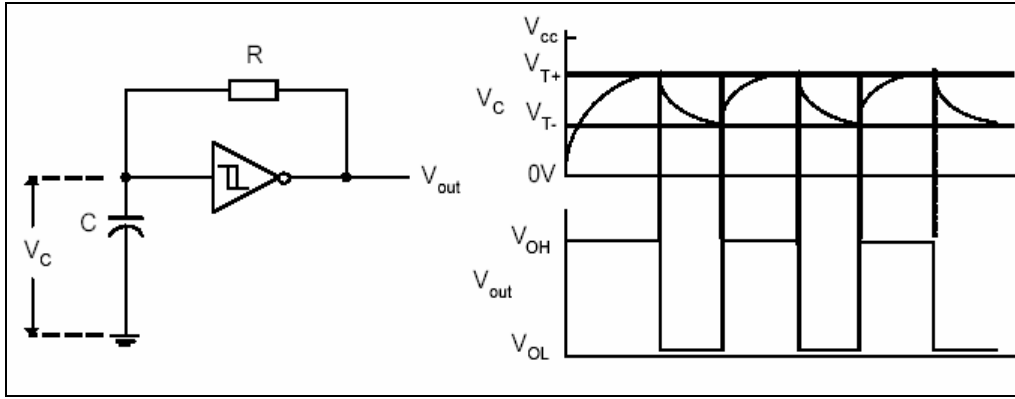 R
C
V_C
V_out
V_cc
V_T+
V_C
V_T-
0V
V_OH
V_out
V_OL